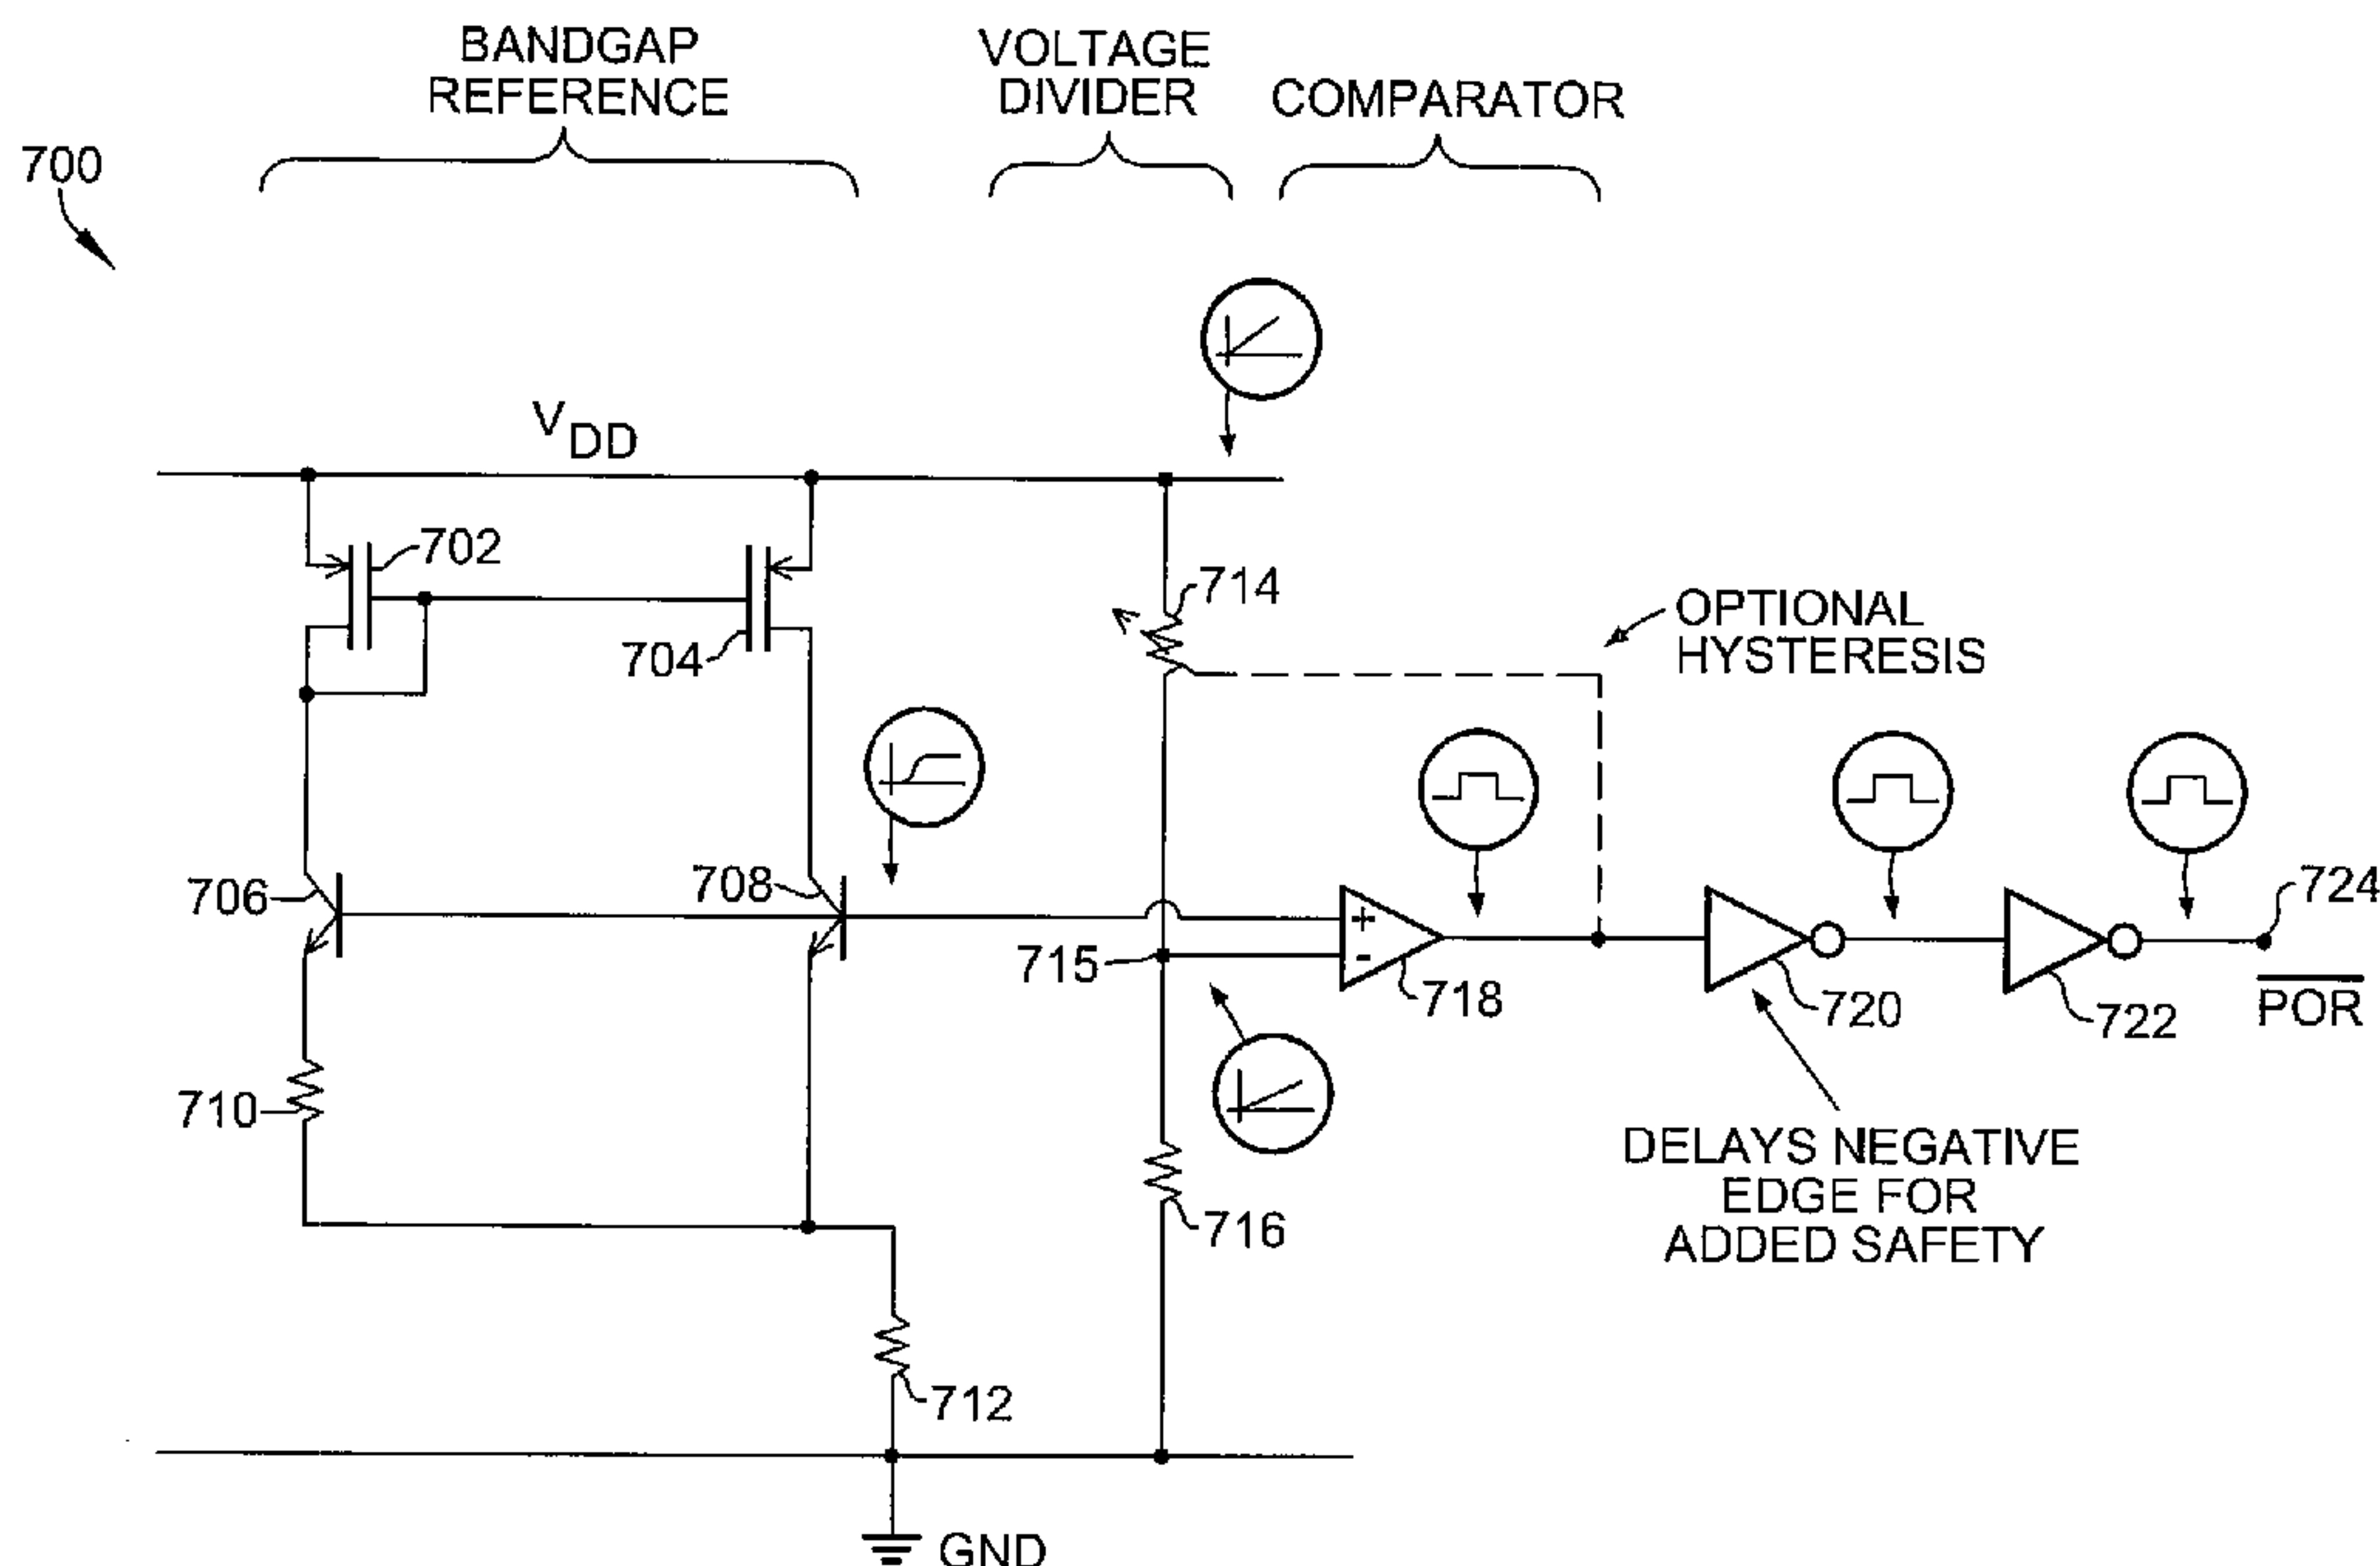 BANDGAP
REFERENCE
VOLTAGE
DIVIDER
COMPARATOR
700
VDD
702
704
714
OPTIONAL
HYSTERESIS
706
708
715
+
-
718
720
722
724
POR
710
716
DELAYS NEGATIVE
EDGE FOR
ADDED SAFETY
712
GND